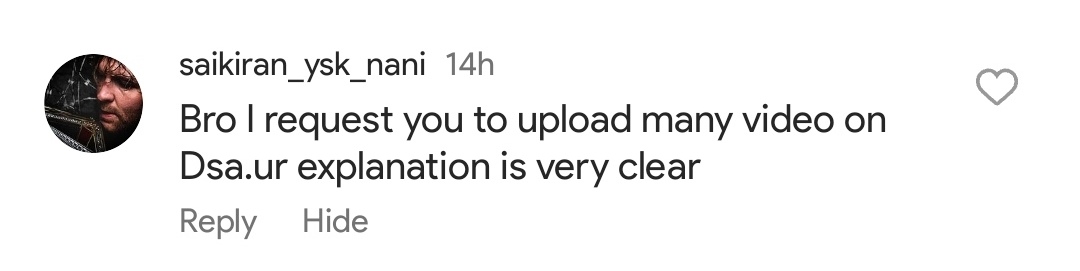 saikiran_ysk_nani 14h
Bro I request you to upload many video on
Dsa.ur explanation is very clear
Reply Hide